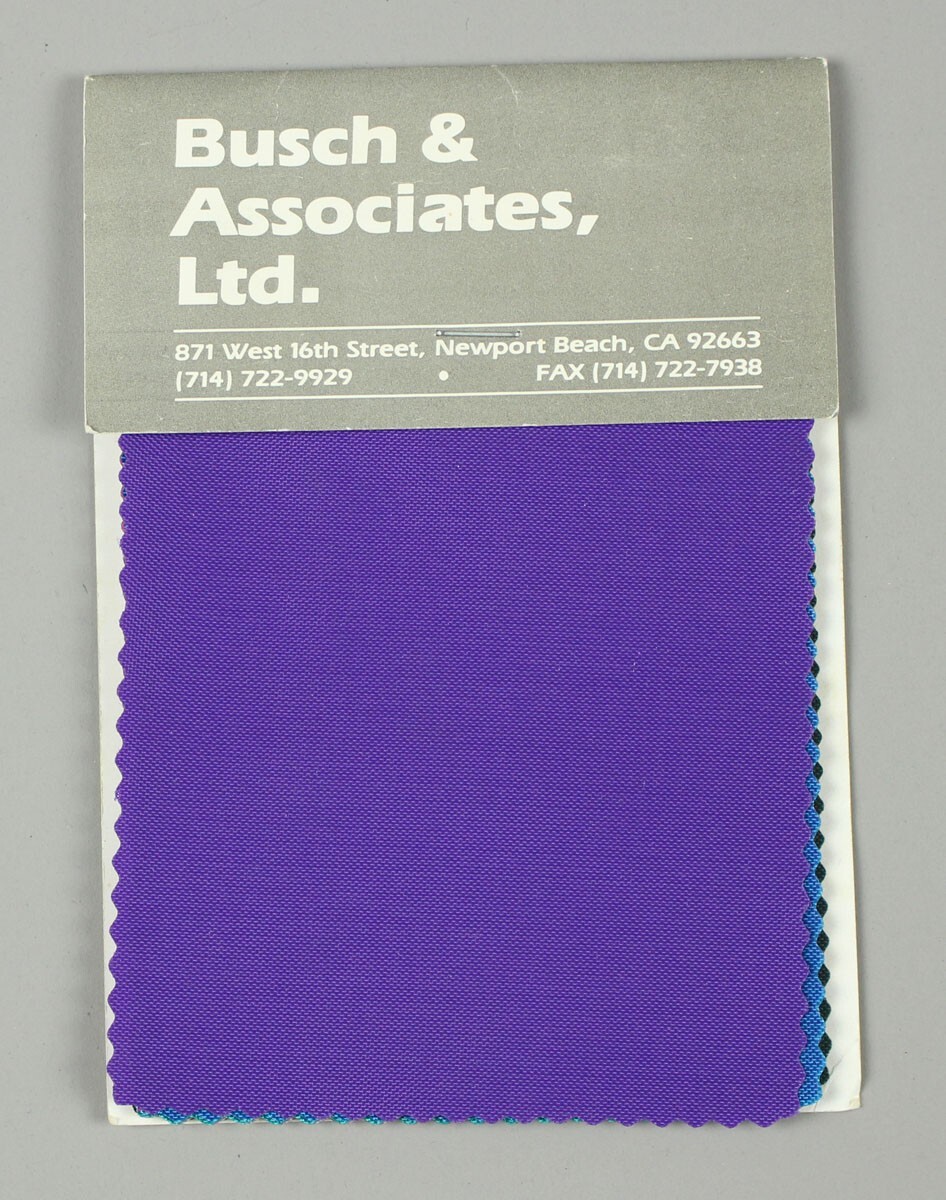 Busch &
Associates,
Ltd.
871 West 16th Street, Newport Beach, CA 92663
(714) 722-9929 • FAX (714) 722-7938